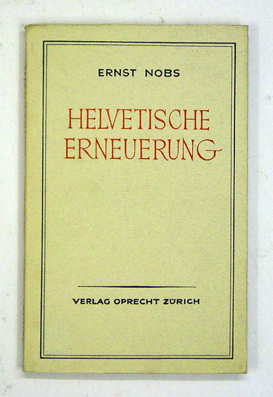 ERNST NOBS
HELVETISCHE
ERNEUERUNG
VERLAG OPRECHT ZÜRICH